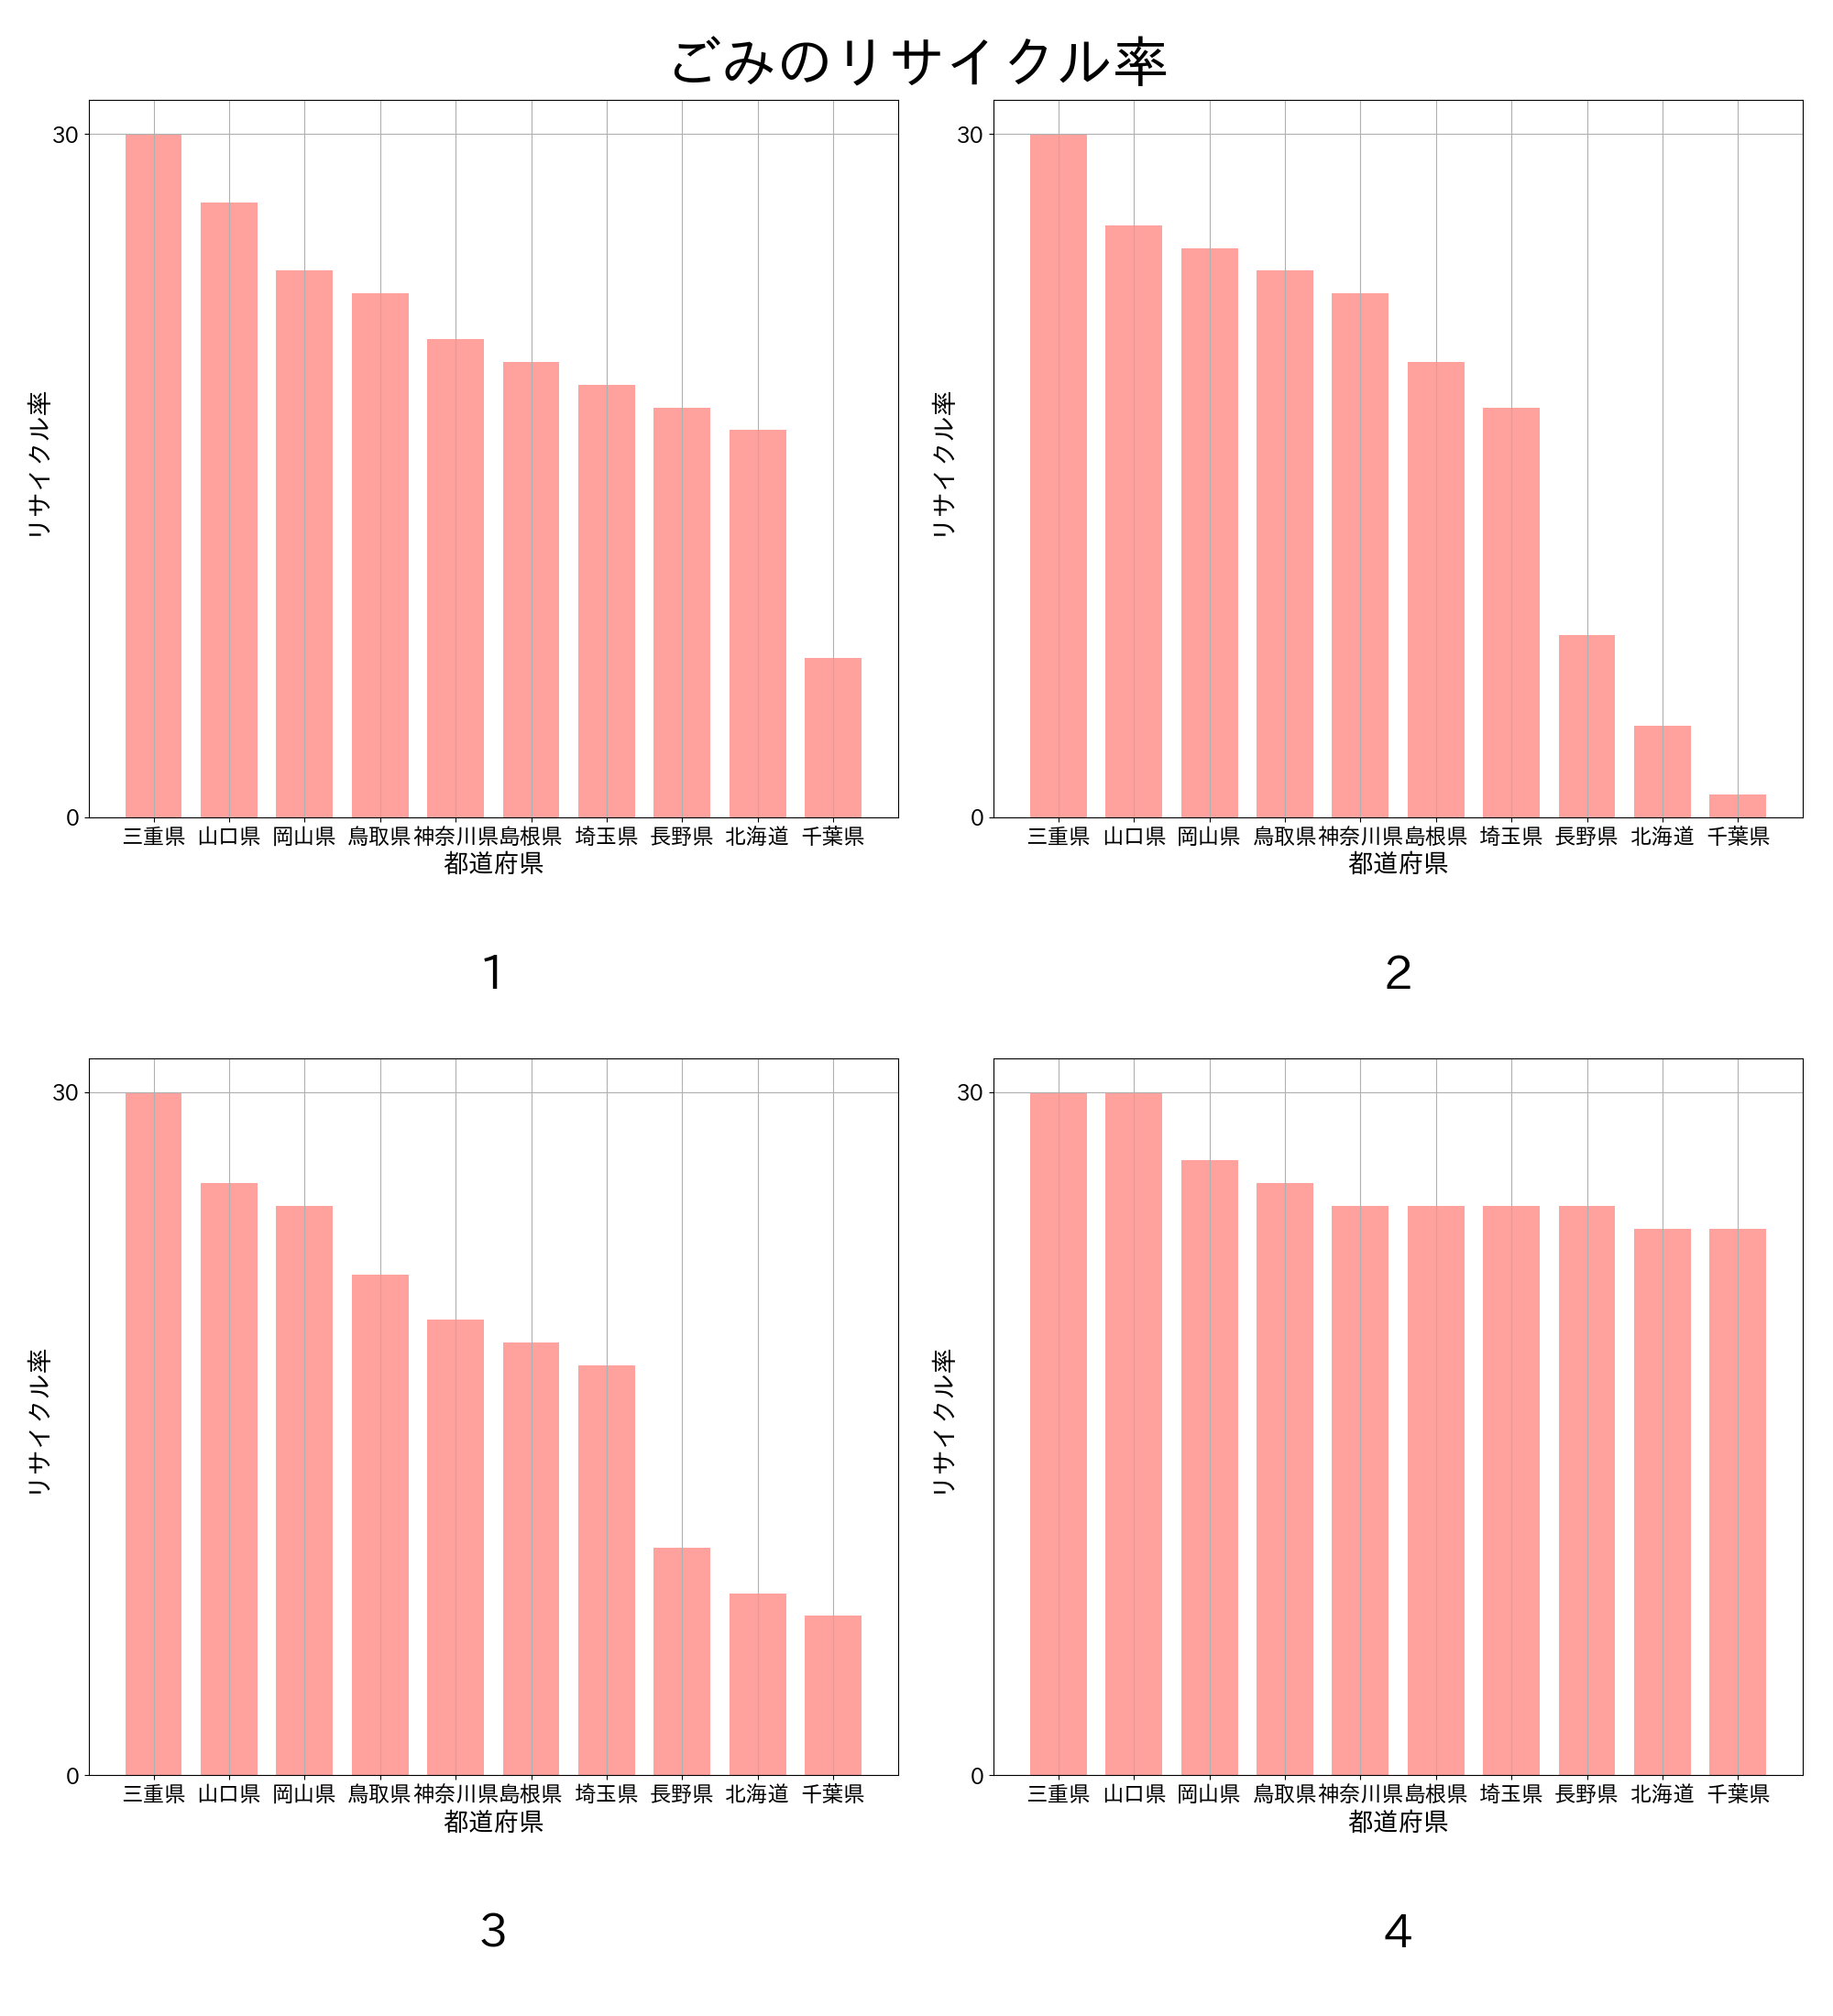 ごみのリサイクル率
30
0
リサイクル率
三重県 山口県 岡山県 鳥取県 神奈川県 島根県 埼玉県 長野県 北海道 千葉県
都道府県
1
30
0
リサイクル率
三重県 山口県 岡山県 鳥取県 神奈川県 島根県 埼玉県 長野県 北海道 千葉県
都道府県
2
30
0
リサイクル率
三重県 山口県 岡山県 鳥取県 神奈川県 島根県 埼玉県 長野県 北海道 千葉県
都道府県
3
30
0
リサイクル率
三重県 山口県 岡山県 鳥取県 神奈川県 島根県 埼玉県 長野県 北海道 千葉県
都道府県
4